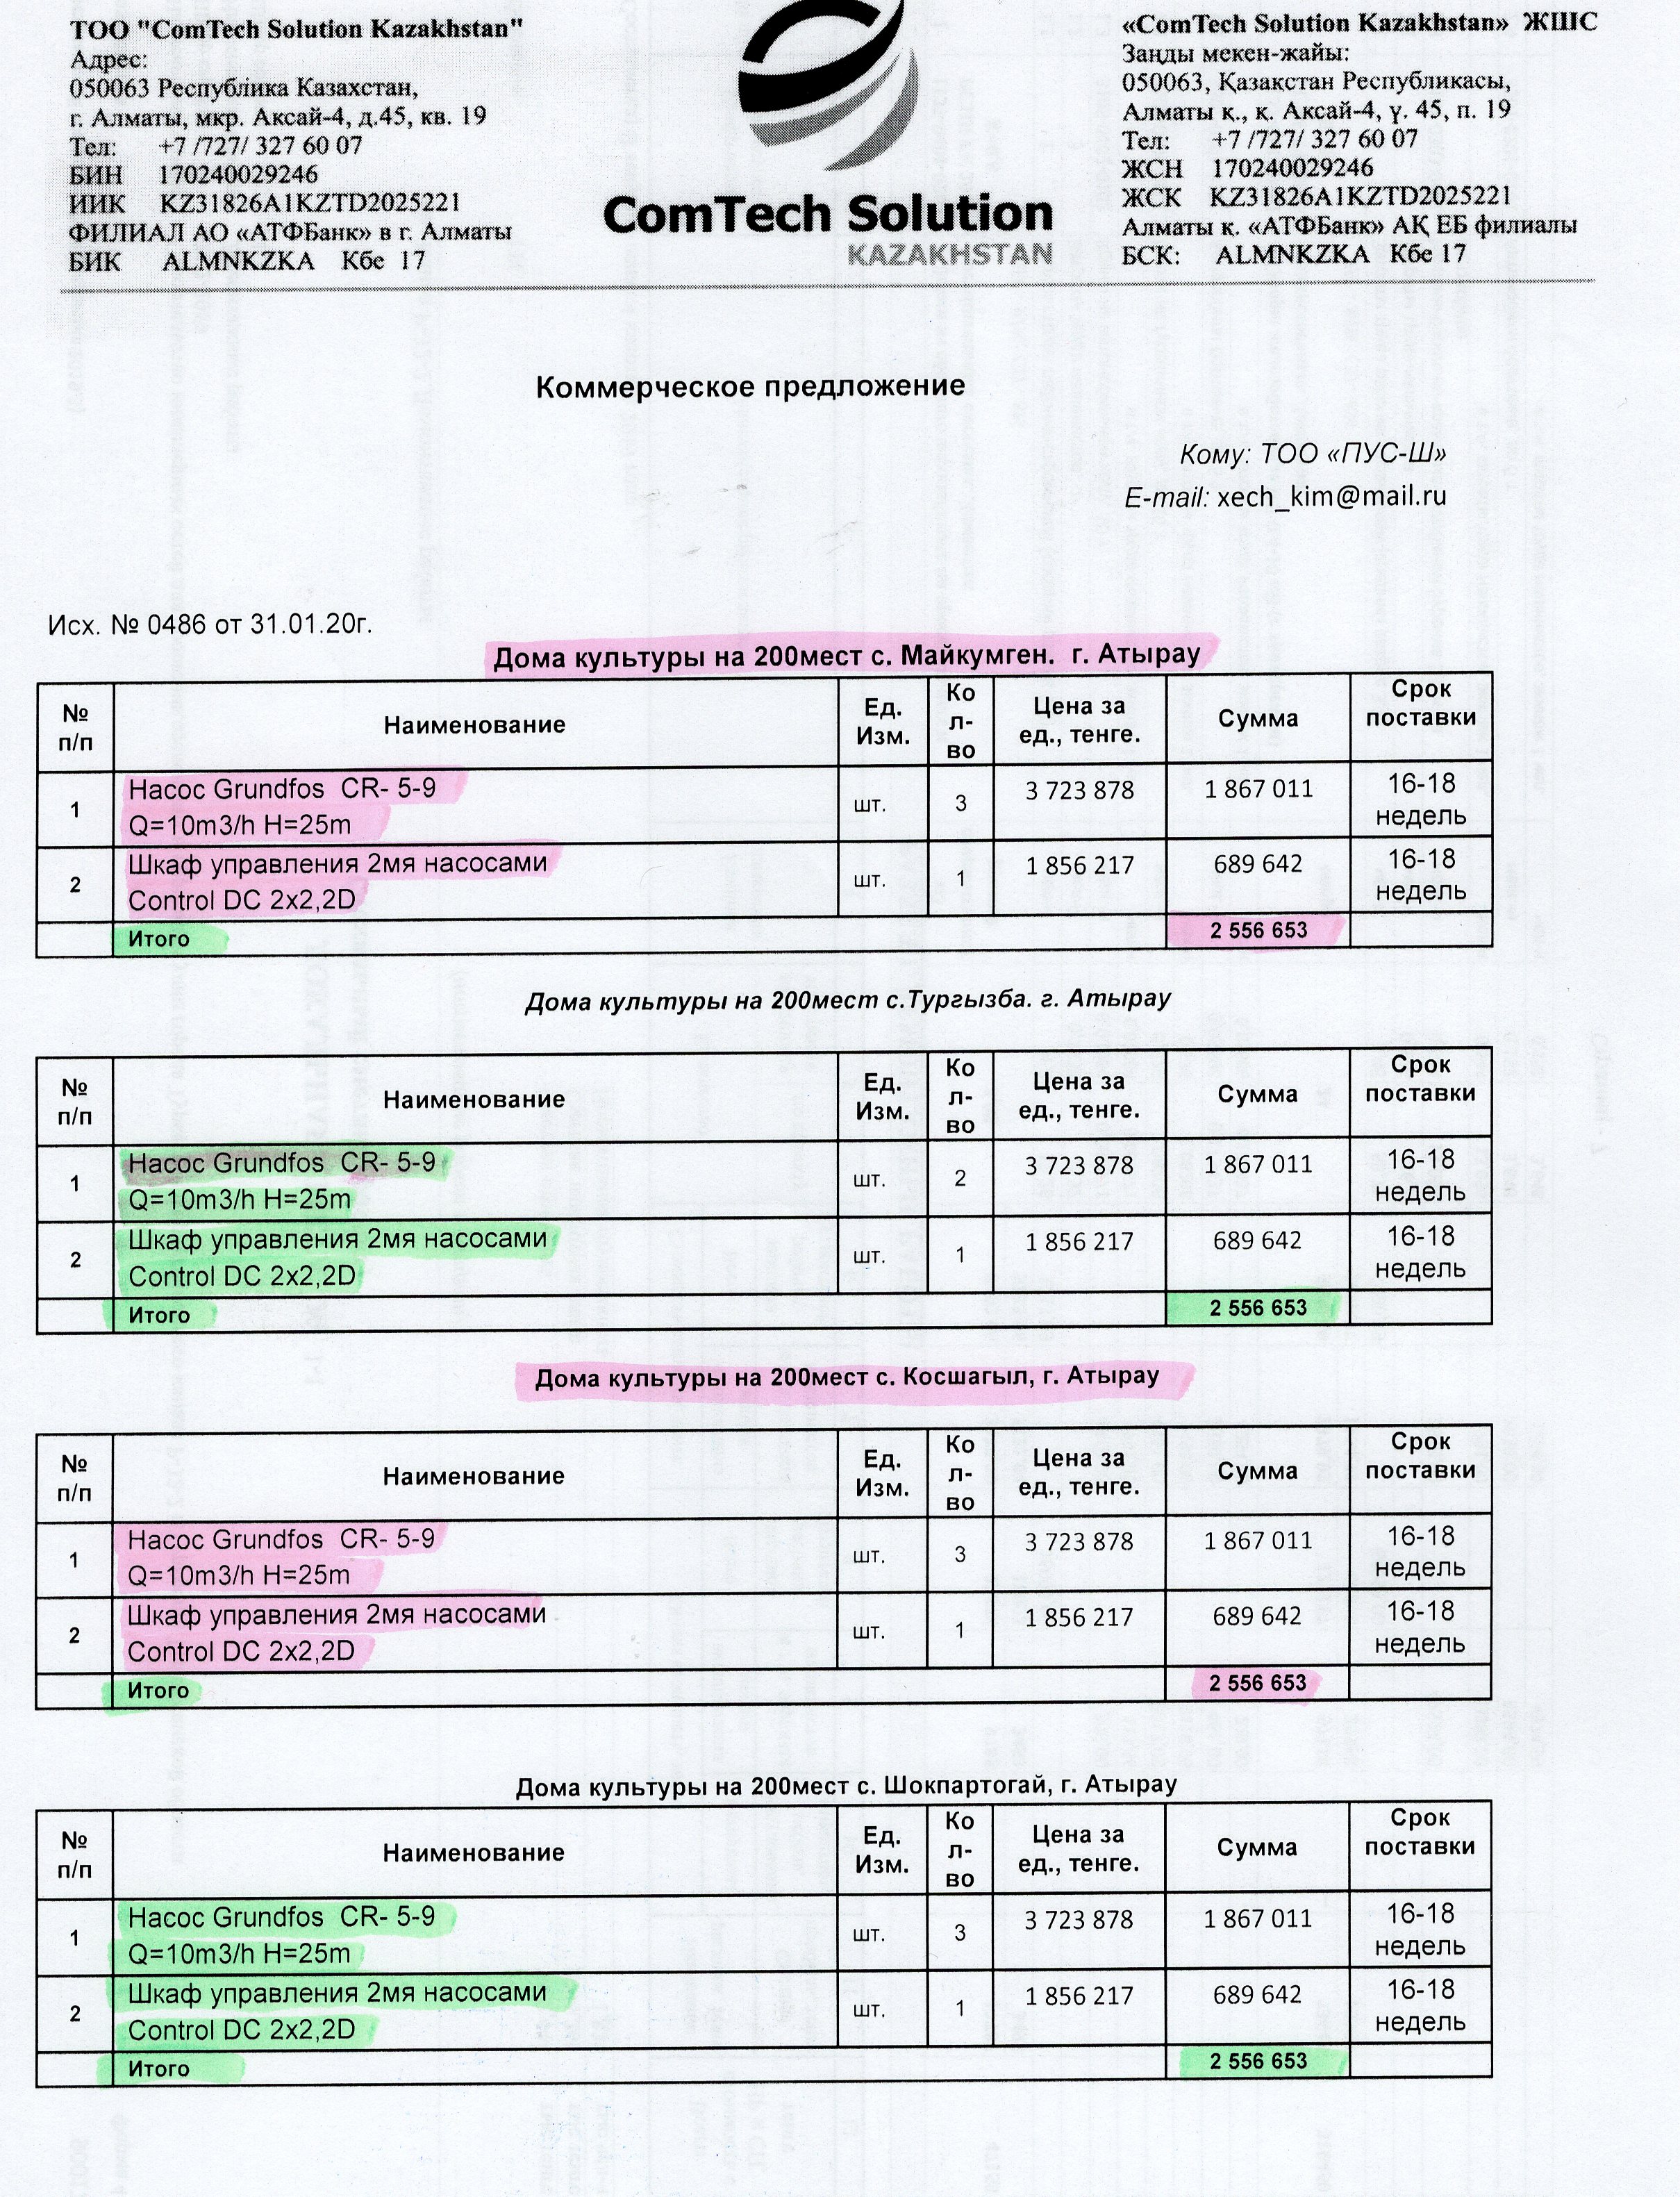 ТОО "ComTech Solution Kazakhstan"
Адрес:
050063 Республика Казахстан,
г. Алматы, мкр. Аксай-4, д.45, кв. 19
Тел: +7 /727/ 327 60 07
БИН 170240029246
ИИК KZ31826A1KZTD2025221
ФИЛИАЛ АО «АТФБанк» в г. Алматы
БИК ALMNKZKA Кбе 17
ComTech Solution
KAZAKHSTAN
«ComTech Solution Kazakhstan» ЖШС
Заңды мекен-жайы:
050063, Қазақстан Республикасы,
Алматы қ., қ. Аксай-4, ү. 45, п. 19
Тел: +7 /727/ 327 60 07
ЖСН 170240029246
ЖСК KZ31826A1KZTD2025221
Алматы қ. «АТФБанк» АҚ ЕБ филиалы
БСК: ALMNKZKA Кбе 17
Коммерческое предложение
Кому: ТОО «ПУС-Ш»
E-mail: xech_kim@mail.ru
Исх. № 0486 от 31.01.20г.
Дома культуры на 200мест с. Майкумген. г. Атырау
№ п/п Наименование Ед. Изм. Ко л- во Цена за ед., тенге. Сумма Срок поставки
1 Насос Grundfos CR- 5-9 шт. 3 3 723 878 1 867 011 16-18
Q=10m3/h H=25m недель
2 Шкаф управления 2мя насосами шт. 1 1 856 217 689 642 16-18
Control DC 2x2,2D недель
Итого 2 556 653
Дома культуры на 200мест с.Тургызба. г. Атырау
№ п/п Наименование Ед. Изм. Ко л- во Цена за ед., тенге. Сумма Срок поставки
1 Насос Grundfos CR- 5-9 шт. 2 3 723 878 1 867 011 16-18
Q=10m3/h H=25m недель
2 Шкаф управления 2мя насосами шт. 1 1 856 217 689 642 16-18
Control DC 2x2,2D недель
Итого 2 556 653
Дома культуры на 200мест с. Косшагыл, г. Атырау
№ п/п Наименование Ед. Изм. Ко л- во Цена за ед., тенге. Сумма Срок поставки
1 Насос Grundfos CR- 5-9 шт. 3 3 723 878 1 867 011 16-18
Q=10m3/h H=25m недель
2 Шкаф управления 2мя насосами шт. 1 1 856 217 689 642 16-18
Control DC 2x2,2D недель
Итого 2 556 653
Дома культуры на 200мест с. Шокпартогай, г. Атырау
№ п/п Наименование Ед. Изм. Ко л- во Цена за ед., тенге. Сумма Срок поставки
1 Насос Grundfos CR- 5-9 шт. 3 3 723 878 1 867 011 16-18
Q=10m3/h H=25m недель
2 Шкаф управления 2мя насосами шт. 1 1 856 217 689 642 16-18
Control DC 2x2,2D недель
Итого 2 556 653